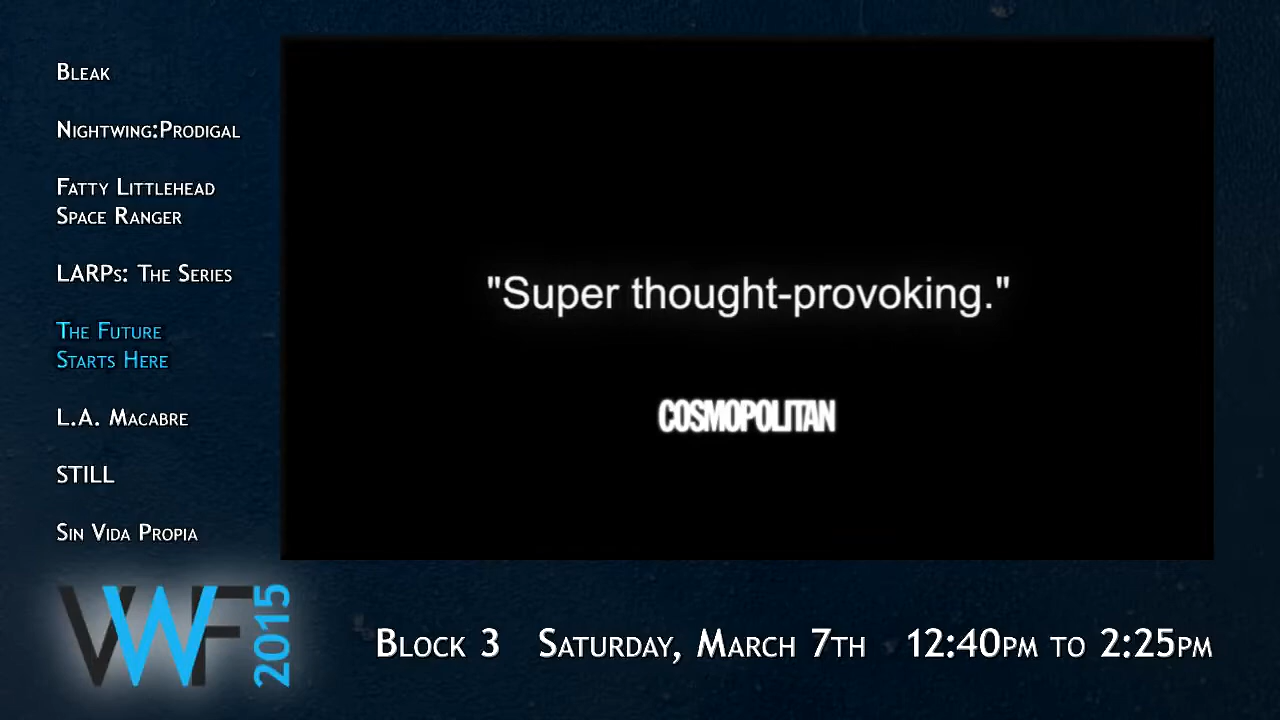 Bleak
Nightwing:Prodigal
Fatty Littlehead
Space Ranger
LARPs: The Series
The Future
Starts Here
L.A. Macabre
STILL
Sin Vida Propia
"Super thought-provoking."
COSMOPOLITAN
VWF 2015
Block 3 Saturday, March 7th 12:40pm to 2:25pm